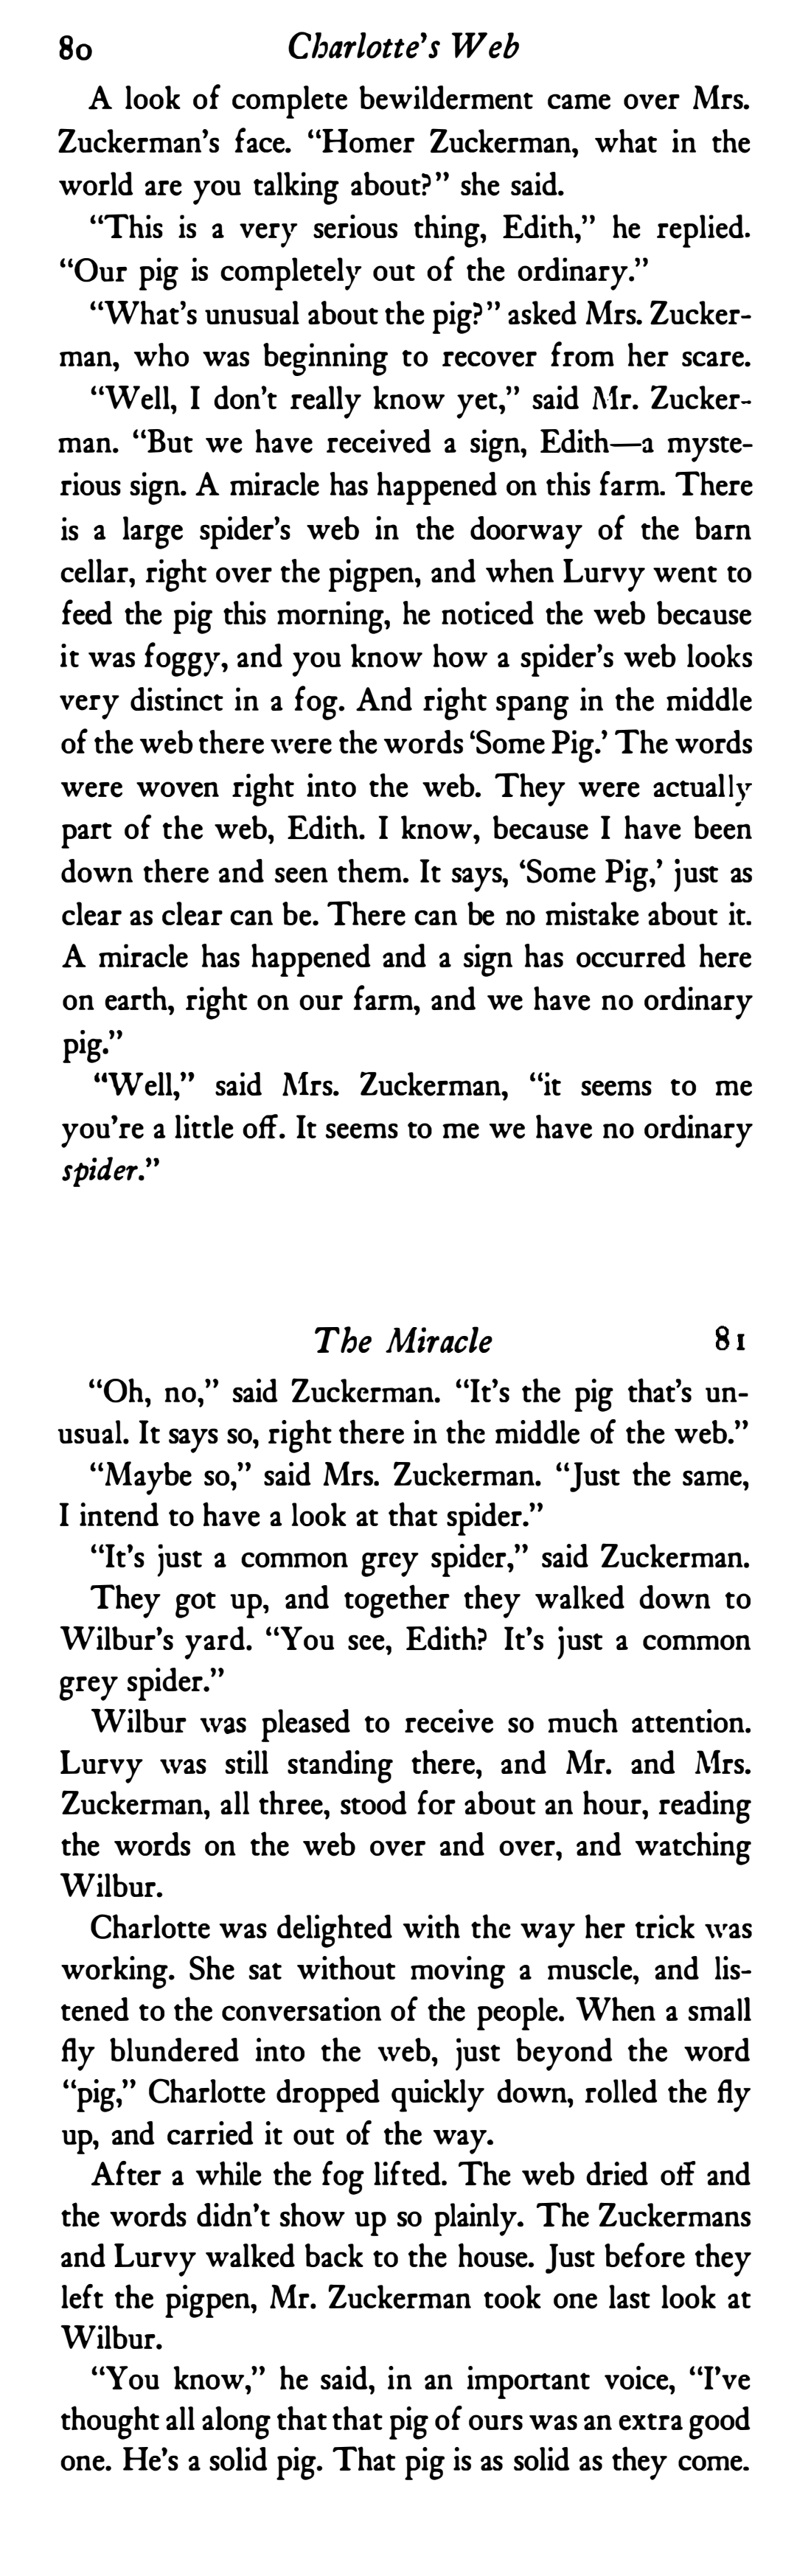 80 Charlotte's Web
A look of complete bewilderment came over Mrs.
Zuckerman's face. “Homer Zuckerman, what in the
world are you talking about?” she said.
“This is a very serious thing, Edith,” he replied.
“Our pig is completely out of the ordinary.”
“What's unusual about the pig?” asked Mrs. Zucker-
man, who was beginning to recover from her scare.
“Well, I don't really know yet,” said Mr. Zucker-
man. “But we have received a sign, Edith—a myste-
rious sign. A miracle has happened on this farm. There
is a large spider's web in the doorway of the barn
cellar, right over the pigpen, and when Lurvy went to
feed the pig this morning, he noticed the web because
it was foggy, and you know how a spider's web looks
very distinct in a fog. And right spang in the middle
of the web there were the words ‘Some Pig.’ The words
were woven right into the web. They were actually
part of the web, Edith. I know, because I have been
down there and seen them. It says, ‘Some Pig,’ just as
clear as clear can be. There can be no mistake about it.
A miracle has happened and a sign has occurred here
on earth, right on our farm, and we have no ordinary
pig.”
“Well,” said Mrs. Zuckerman, “it seems to me
you're a little off. It seems to me we have no ordinary
spider.”
The Miracle 81
“Oh, no,” said Zuckerman. “It's the pig that's un-
usual. It says so, right there in the middle of the web.”
“Maybe so,” said Mrs. Zuckerman. “Just the same,
I intend to have a look at that spider.”
“It's just a common grey spider,” said Zuckerman.
They got up, and together they walked down to
Wilbur's yard. “You see, Edith? It's just a common
grey spider.”
Wilbur was pleased to receive so much attention.
Lurvy was still standing there, and Mr. and Mrs.
Zuckerman, all three, stood for about an hour, reading
the words on the web over and over, and watching
Wilbur.
Charlotte was delighted with the way her trick was
working. She sat without moving a muscle, and lis-
tened to the conversation of the people. When a small
fly blundered into the web, just beyond the word
“pig,” Charlotte dropped quickly down, rolled the fly
up, and carried it out of the way.
After a while the fog lifted. The web dried off and
the words didn't show up so plainly. The Zuckermans
and Lurvy walked back to the house. Just before they
left the pigpen, Mr. Zuckerman took one last look at
Wilbur.
“You know,” he said, in an important voice, “I've
thought all along that that pig of ours was an extra good
one. He's a solid pig. That pig is as solid as they come.